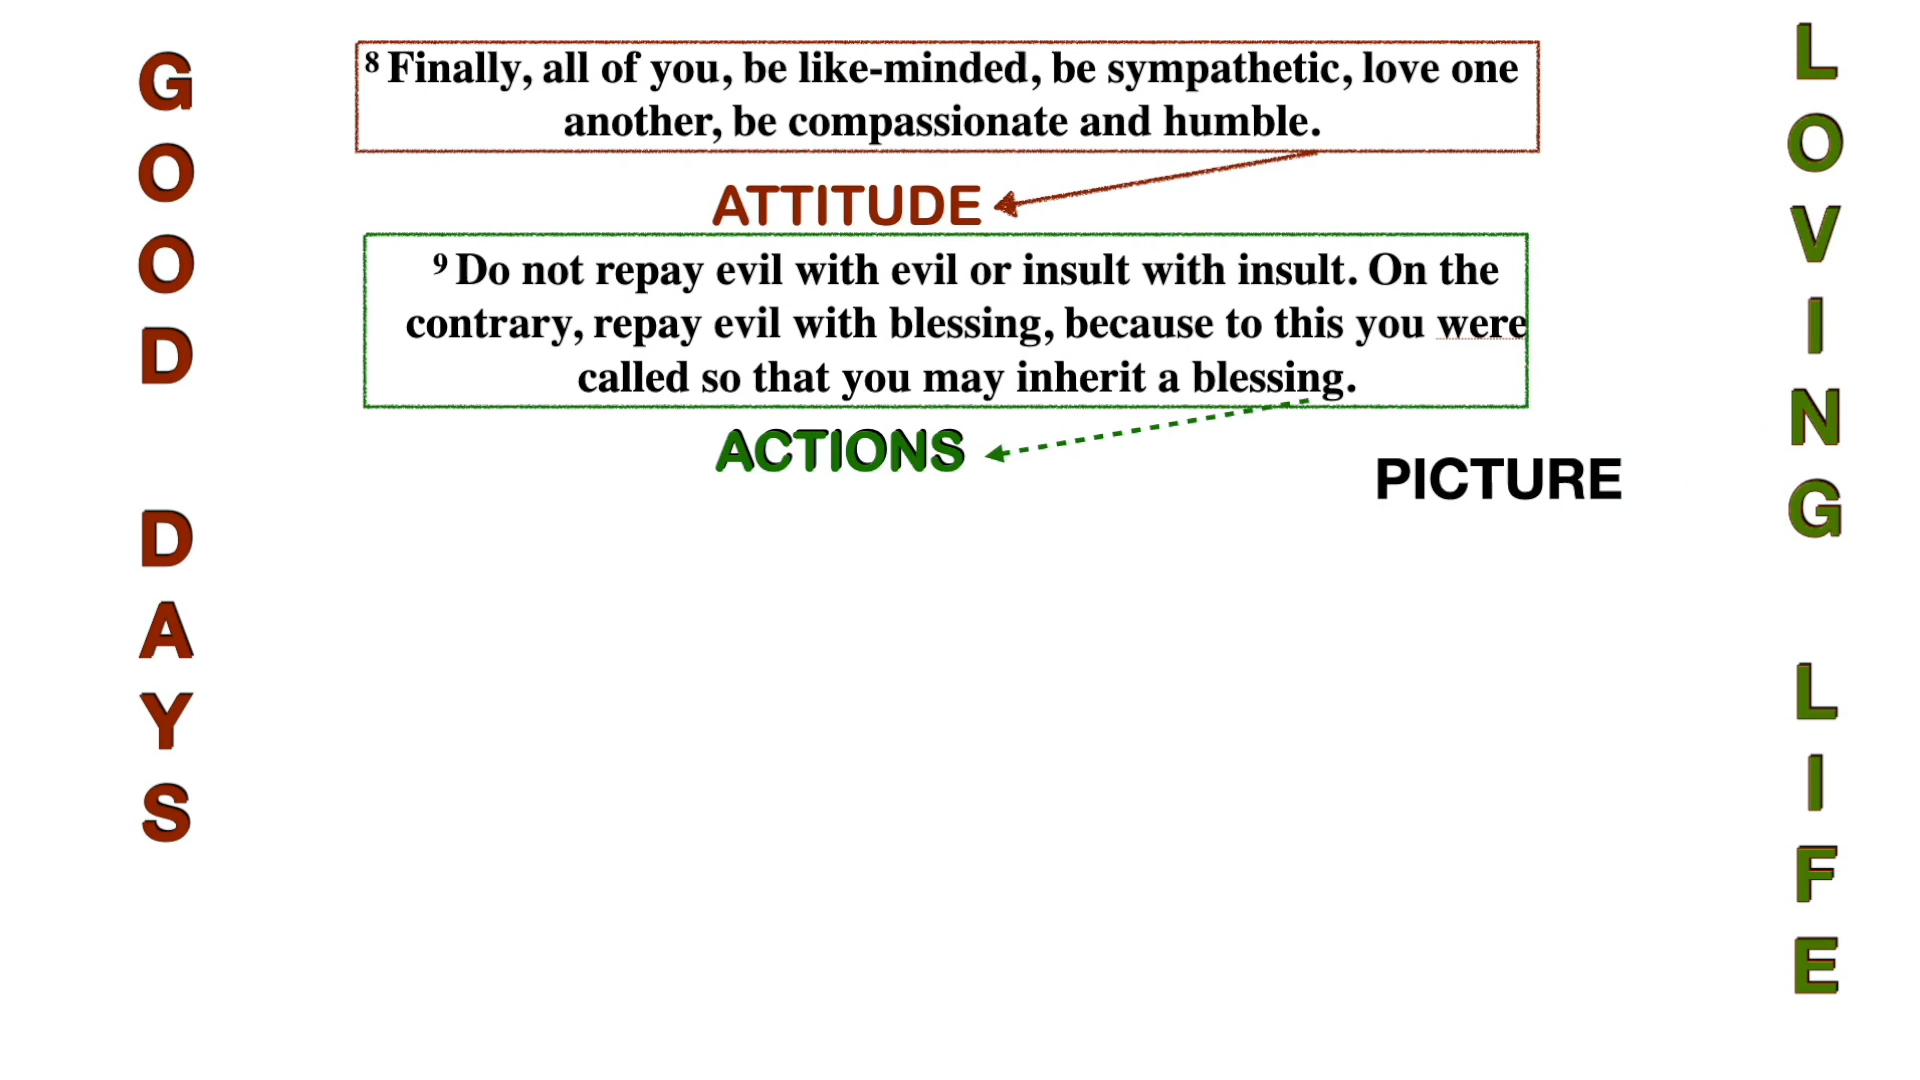 GOOD DAYS
8 Finally, all of you, be like-minded, be sympathetic, love one
another, be compassionate and humble.
ATTITUDE
9 Do not repay evil with evil or insult with insult. On the
contrary, repay evil with blessing, because to this you were
called so that you may inherit a blessing.
ACTIONS
PICTURE
LOVING LIFE